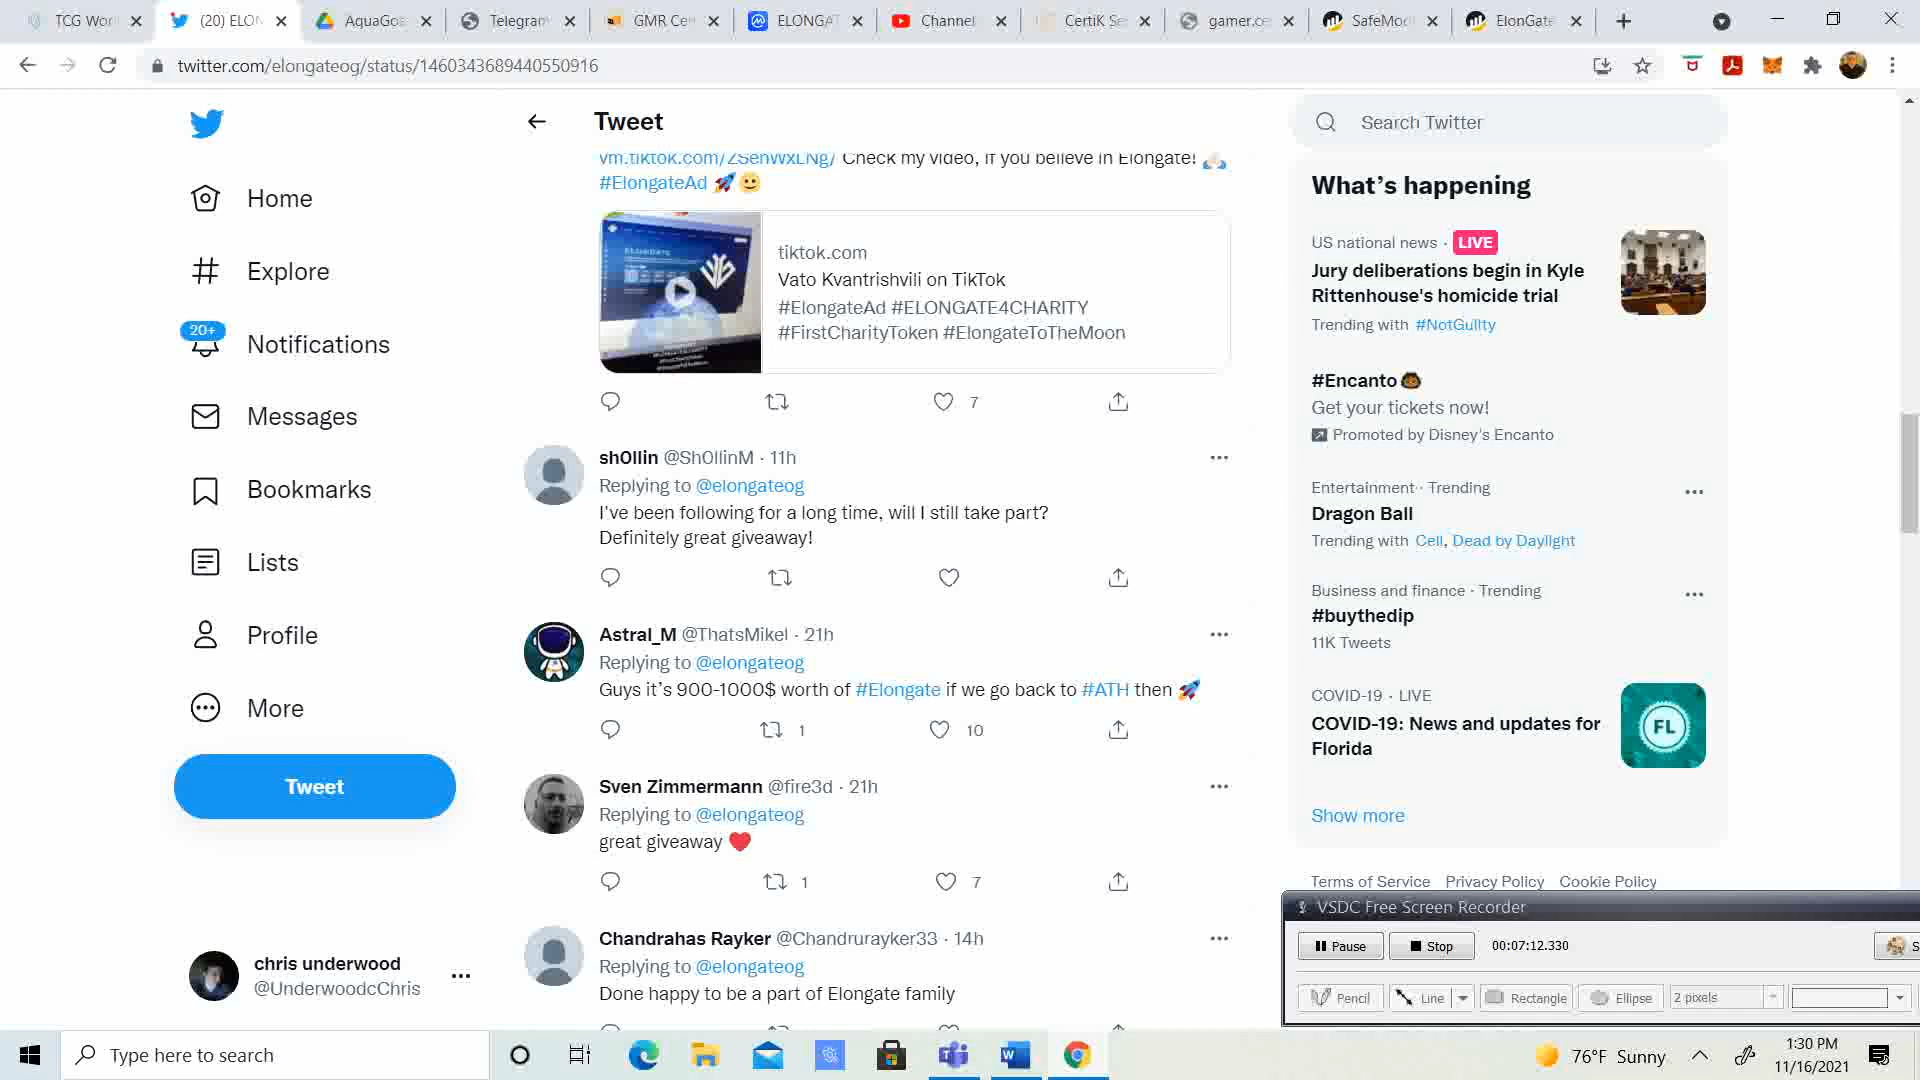 TCG Worl
(20) ELON
AquaGoa
Telegram
GMR Cen
ELONGAT
Channel
CertiK Se
gamer.ce
SafeMoo
ElonGate
twitter.com/elongateog/status/1460343689440550916
Home
Explore
20+
Notifications
Messages
Bookmarks
Lists
Profile
More
Tweet
chris underwood
@UnderwoodcChris
Tweet
vm.tiktok.com/ZSenWxLNg/ Check my video, if you believe in Elongate! 🙏🏻
#ElongateAd 🚀🙂
tiktok.com
Vato Kvantrishvili on TikTok
#ElongateAd #ELONGATE4CHARITY
#FirstCharityToken #ElongateToTheMoon
7
sh0llin @Sh0llinM · 11h
Replying to @elongateog
I've been following for a long time, will I still take part?
Definitely great giveaway!
Astral_M @ThatsMikel · 21h
Replying to @elongateog
Guys it's 900-1000$ worth of #Elongate if we go back to #ATH then 🚀
1 10
Sven Zimmermann @fire3d · 21h
Replying to @elongateog
great giveaway ❤️
1 7
Chandrahas Rayker @Chandrurayker33 · 14h
Replying to @elongateog
Done happy to be a part of Elongate family
Search Twitter
What's happening
US national news · LIVE
Jury deliberations begin in Kyle
Rittenhouse's homicide trial
Trending with #NotGuilty
#Encanto
Get your tickets now!
Promoted by Disney's Encanto
Entertainment · Trending
Dragon Ball
Trending with Cell, Dead by Daylight
Business and finance · Trending
#buythedip
11K Tweets
COVID-19 · LIVE
COVID-19: News and updates for
Florida
FL
Show more
Terms of Service Privacy Policy Cookie Policy
VSDC Free Screen Recorder
Pause
Stop
00:07:12.330
S
Pencil
Line
Rectangle
Ellipse
2 pixels
Type here to search
76°F Sunny
1:30 PM
11/16/2021